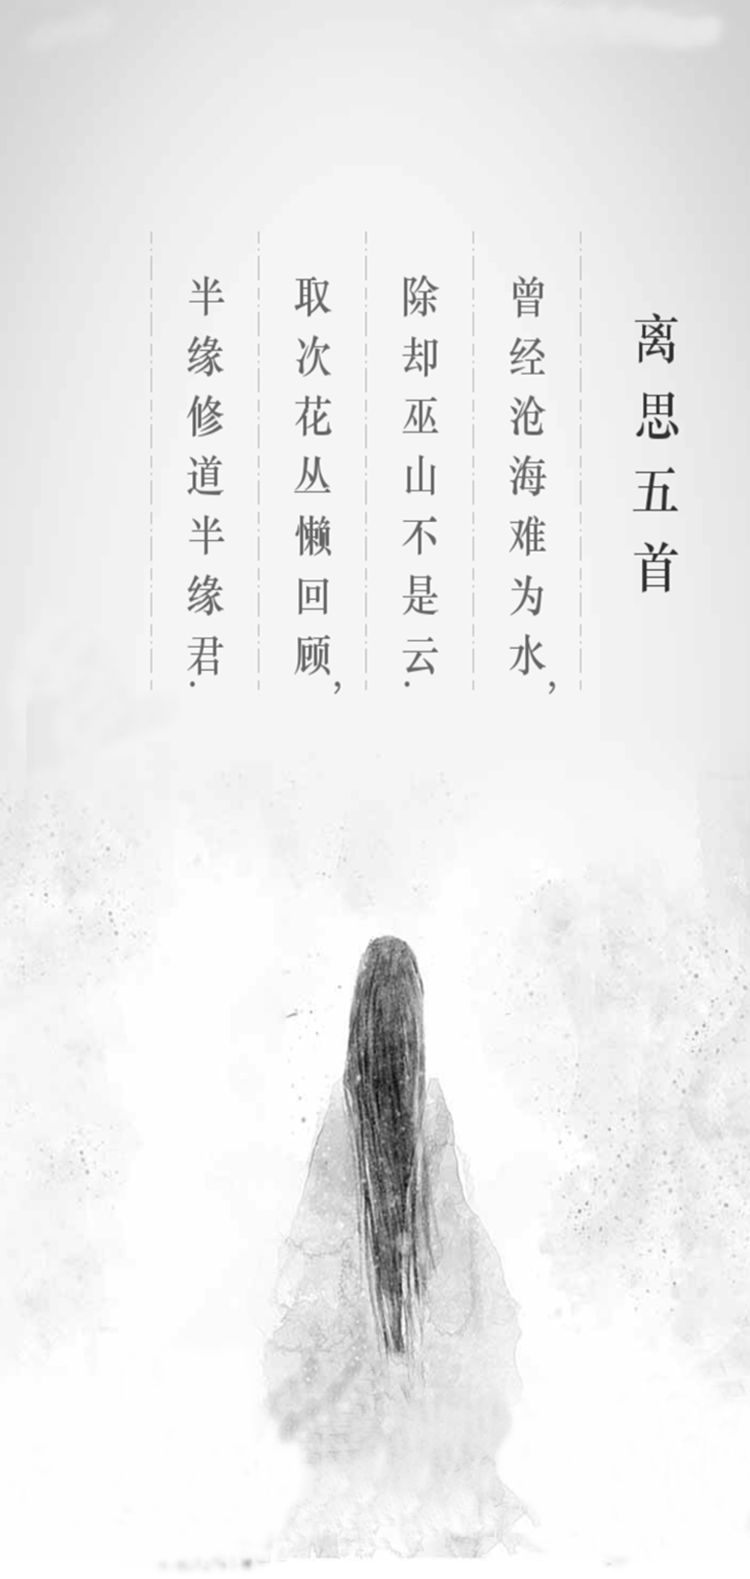 离思五首
曾经沧海难为水，
除却巫山不是云.
取次花丛懒回顾，
半缘修道半缘君.